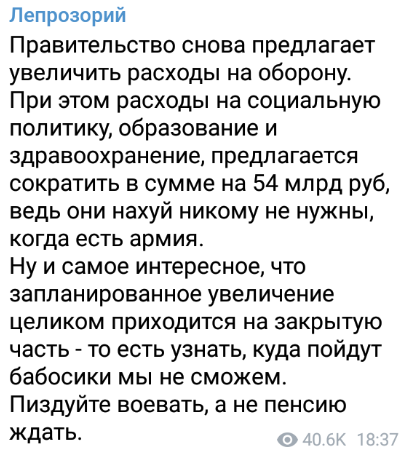 Лепрозорий
Правительство снова предлагает
увеличить расходы на оборону.
При этом расходы на социальную
политику, образование и
здравоохранение, предлагается
сократить в сумме на 54 млрд руб,
ведь они нахуй никому не нужны,
когда есть армия.
Ну и самое интересное, что
запланированное увеличение
целиком приходится на закрытую
часть - то есть узнать, куда пойдут
бабосики мы не сможем.
Пиздуйте воевать, а не пенсию
ждать.
40.6K 18:37